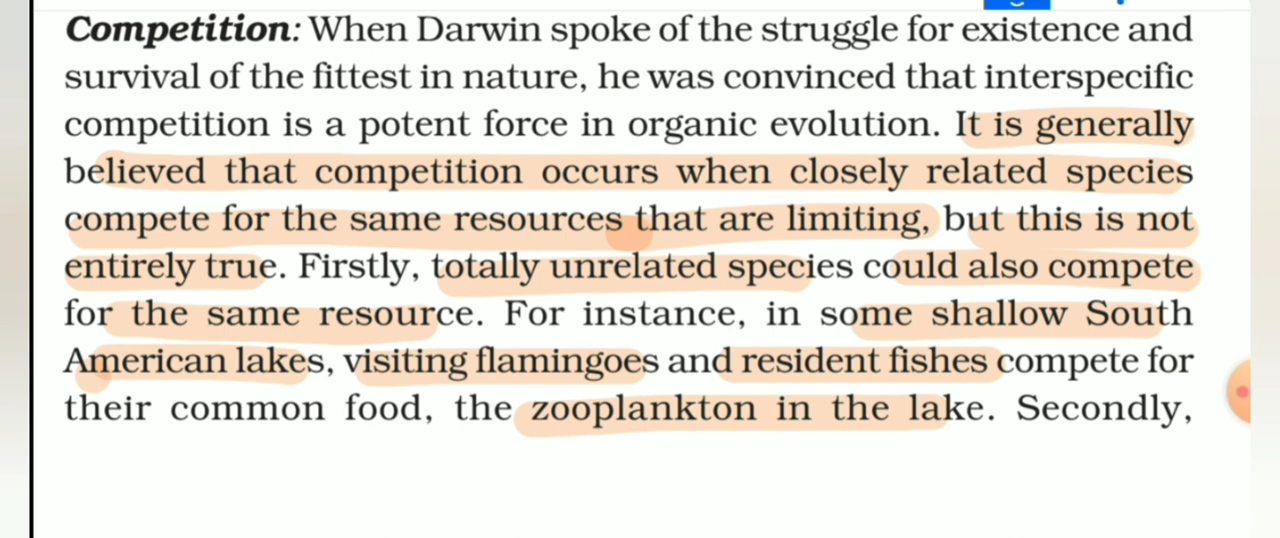 Competition: When Darwin spoke of the struggle for existence and
survival of the fittest in nature, he was convinced that interspecific
competition is a potent force in organic evolution. It is generally
believed that competition occurs when closely related species
compete for the same resources that are limiting, but this is not
entirely true. Firstly, totally unrelated species could also compete
for the same resource. For instance, in some shallow South
American lakes, visiting flamingoes and resident fishes compete for
their common food, the zooplankton in the lake. Secondly,